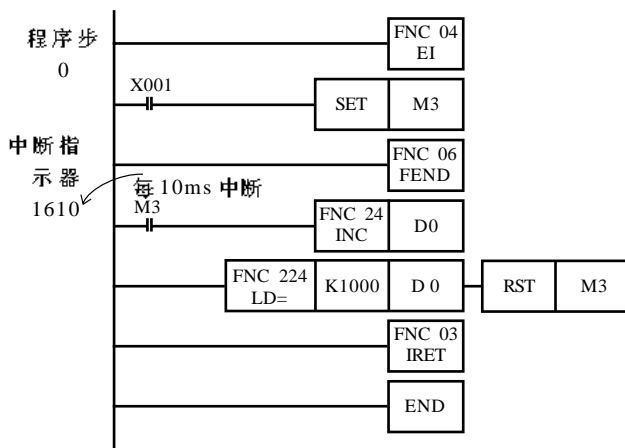 程序步
0
FNC 04
EI
X001
SET M3
中断指
示器
1610
FNC 06
FEND
每10ms 中断
M3
FNC 24
INC
D0
FNC 224
LD=
K1000
D 0
RST M3
FNC 03
IRET
END